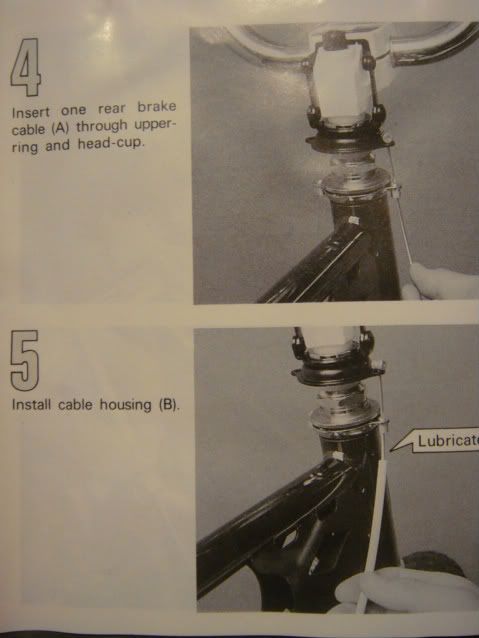 4
Insert one rear brake
cable (A) through upper-
ring and head-cup.
5
Install cable housing (B).
Lubricate